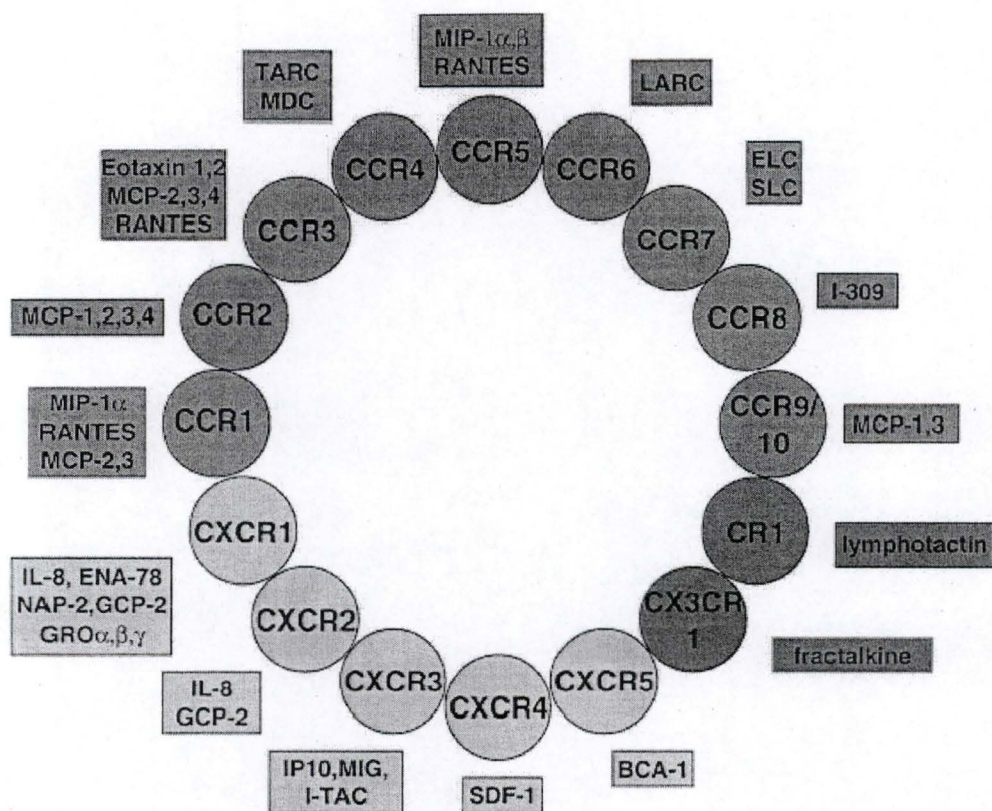 MIP-1α,β
RANTES
TARC
MDC
LARC
CCR5
CCR4
CCR6
ELC
SLC
Eotaxin 1,2
MCP-2,3,4
RANTES
CCR3
CCR7
MCP-1,2,3,4
CCR2
CCR8
I-309
MIP-1α
RANTES
MCP-2,3
CCR1
CCR9/
10
MCP-1,3
CXCR1
CR1
lymphotactin
IL-8, ENA-78
NAP-2,GCP-2
GROα,β,γ
CXCR2
CX3CR
1
fractalkine
IL-8
GCP-2
CXCR3
CXCR4
CXCR5
IP10,MIG,
I-TAC
SDF-1
BCA-1